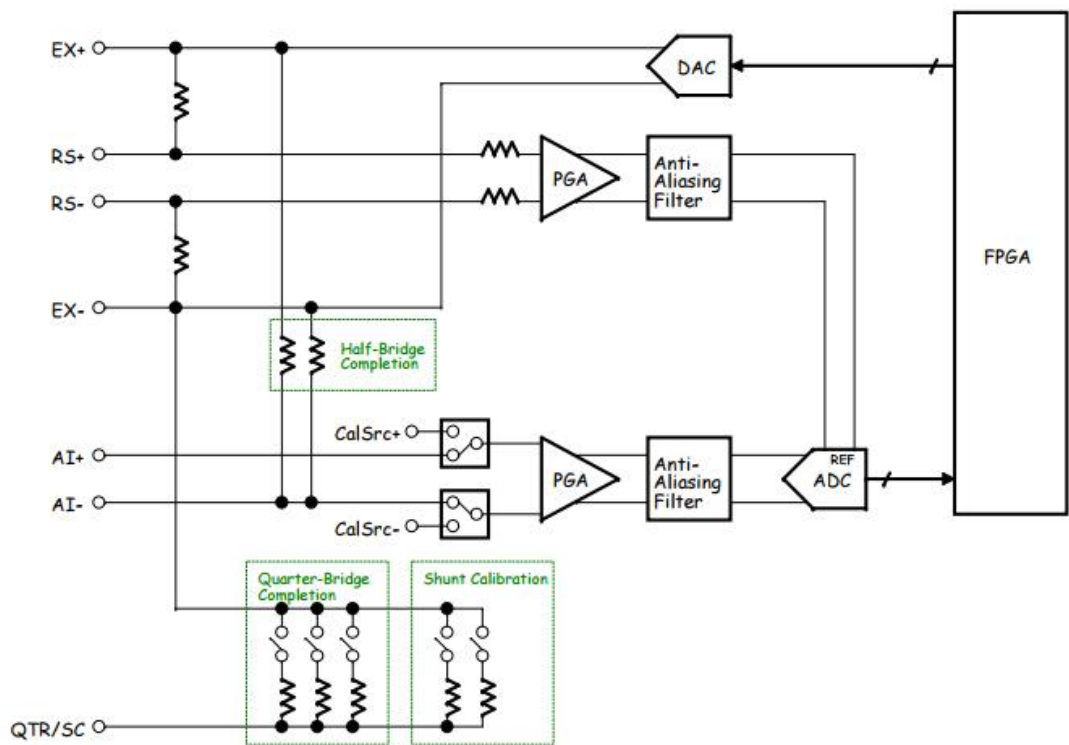 EX+
DAC
RS+
PGA
Anti-
Aliasing
Filter
RS-
FPGA
EX-
Half-Bridge
Completion
CalSrc+
AI+
PGA
Anti-
Aliasing
Filter
REF
ADC
AI-
CalSrc-
Quarter-Bridge
Completion
Shunt Calibration
QTR/SC